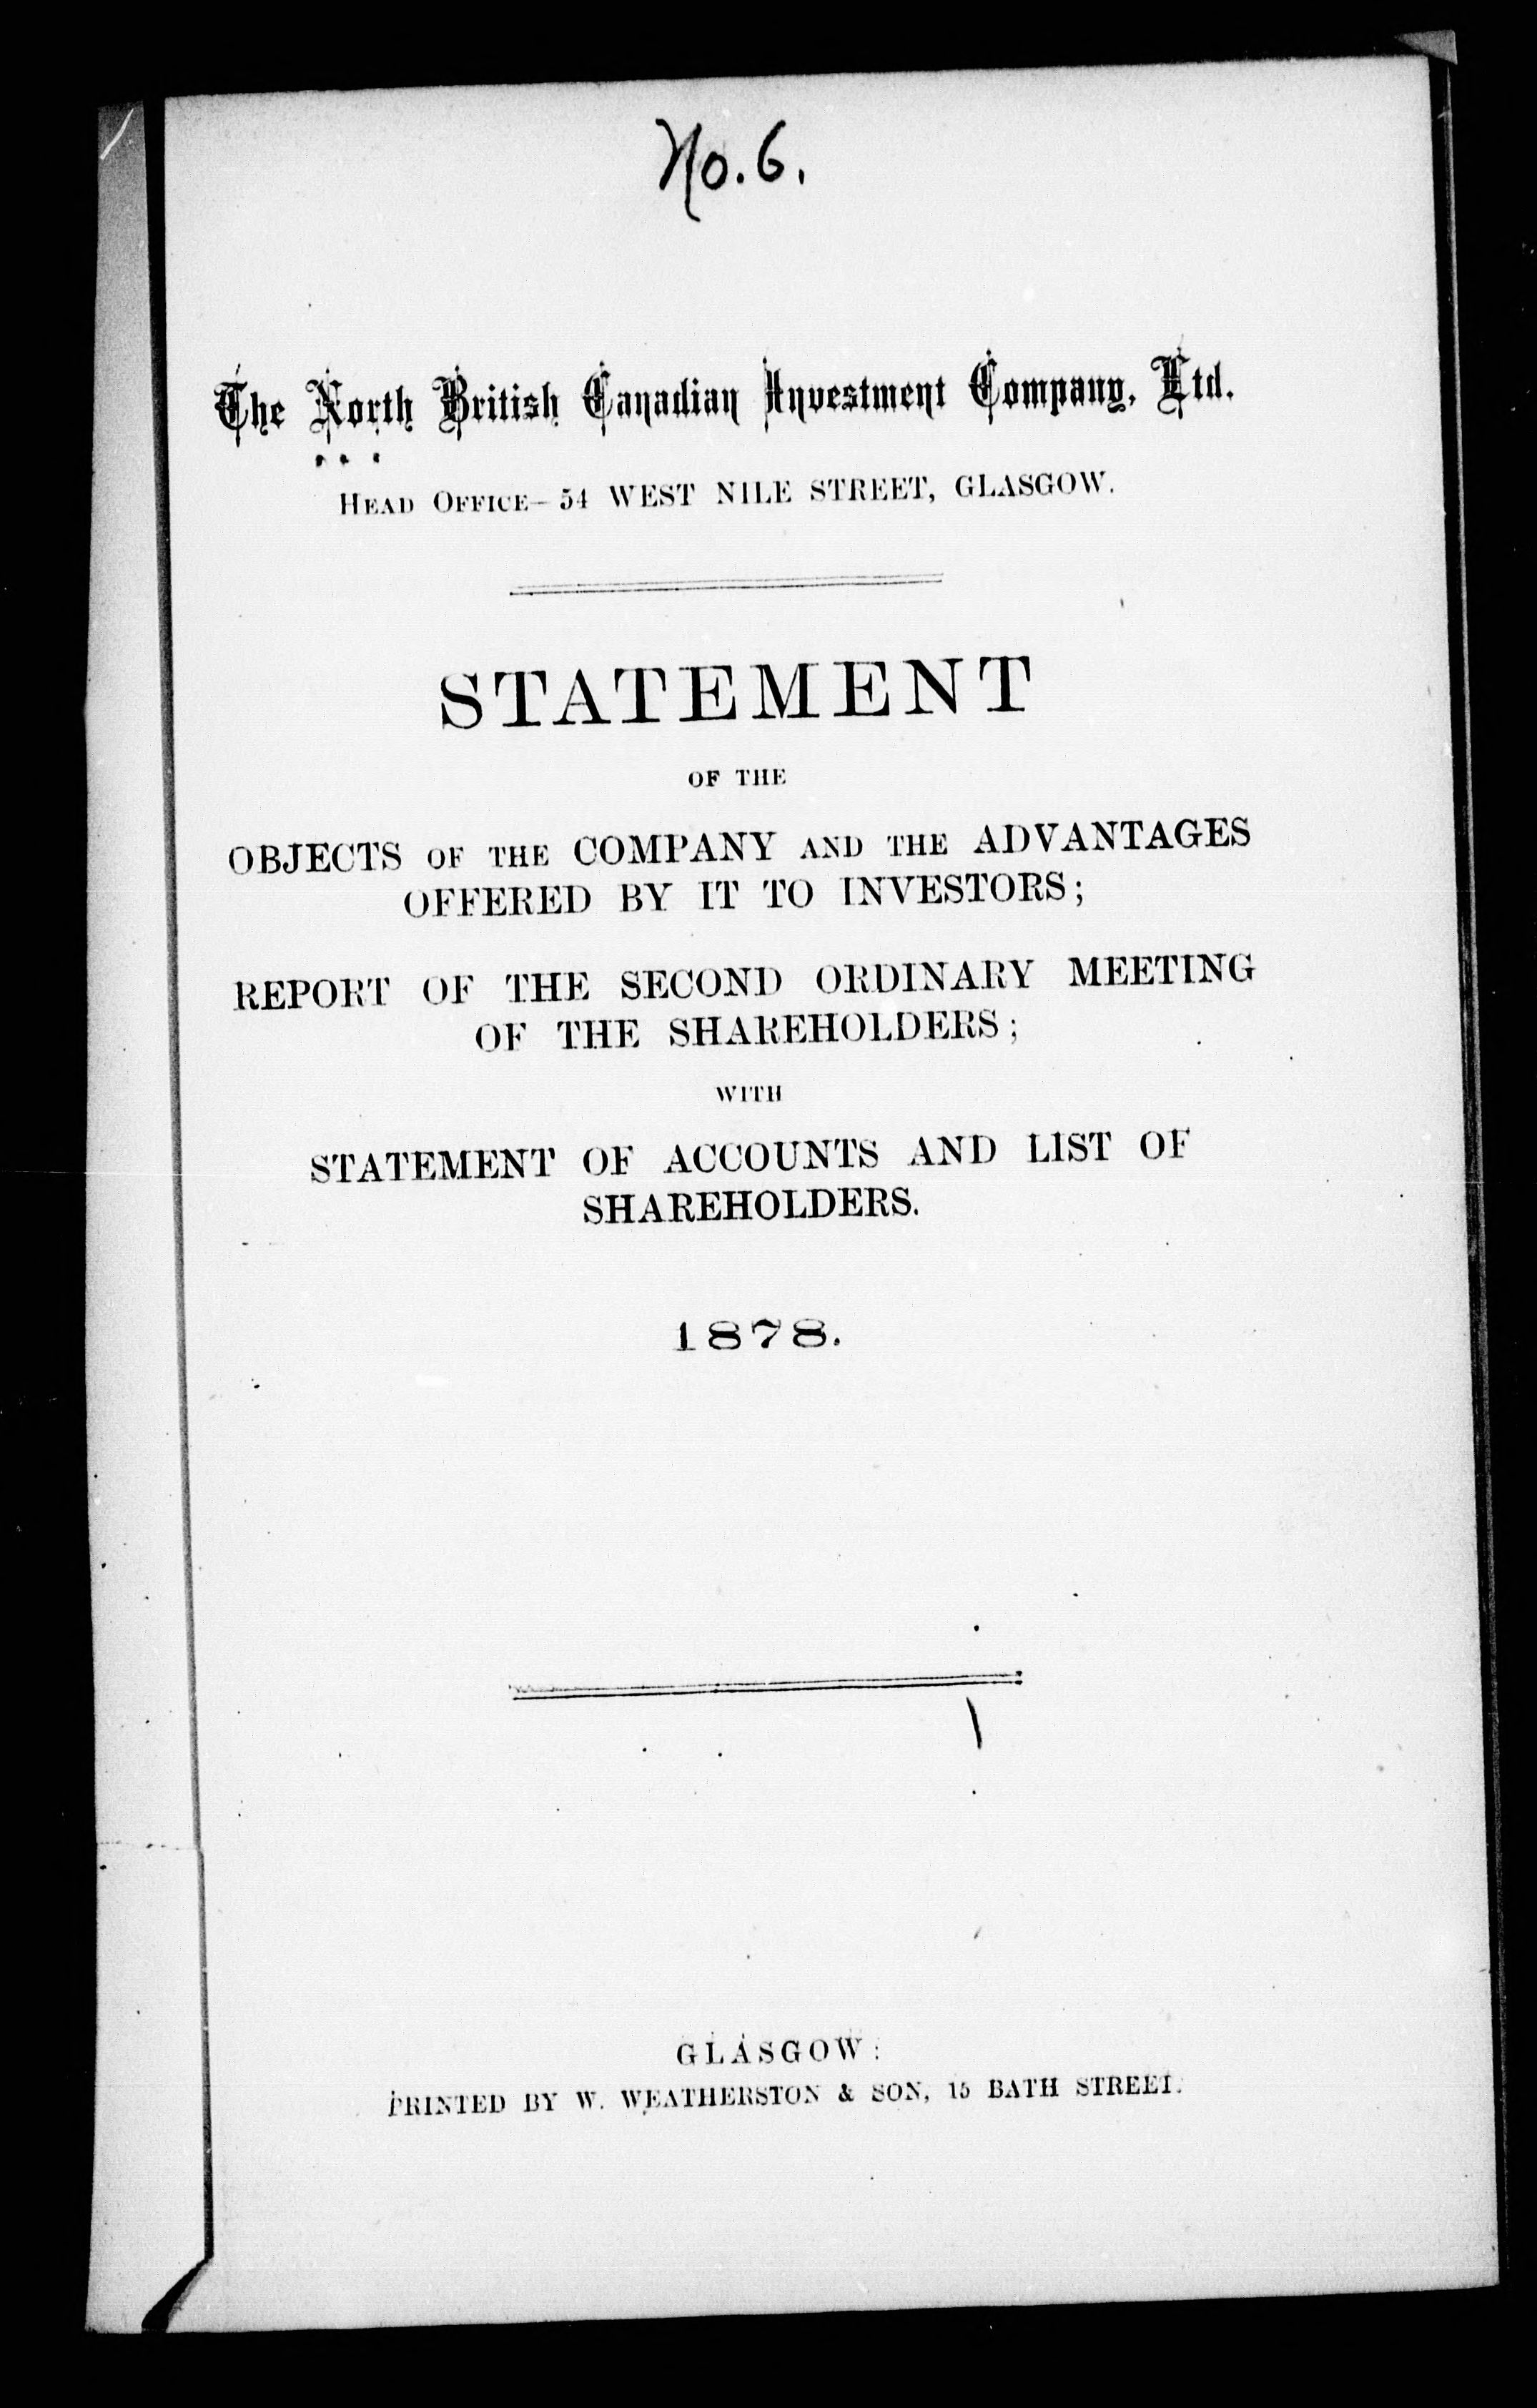 No. 6.
The North British Canadian Investment Company, Ltd.
HEAD OFFICE—54 WEST NILE STREET, GLASGOW.
STATEMENT
OF THE
OBJECTS OF THE COMPANY AND THE ADVANTAGES
OFFERED BY IT TO INVESTORS;
REPORT OF THE SECOND ORDINARY MEETING
OF THE SHAREHOLDERS;
WITH
STATEMENT OF ACCOUNTS AND LIST OF
SHAREHOLDERS.
1878.
GLASGOW:
PRINTED BY W. WEATHERSTON & SON, 15 BATH STREET.